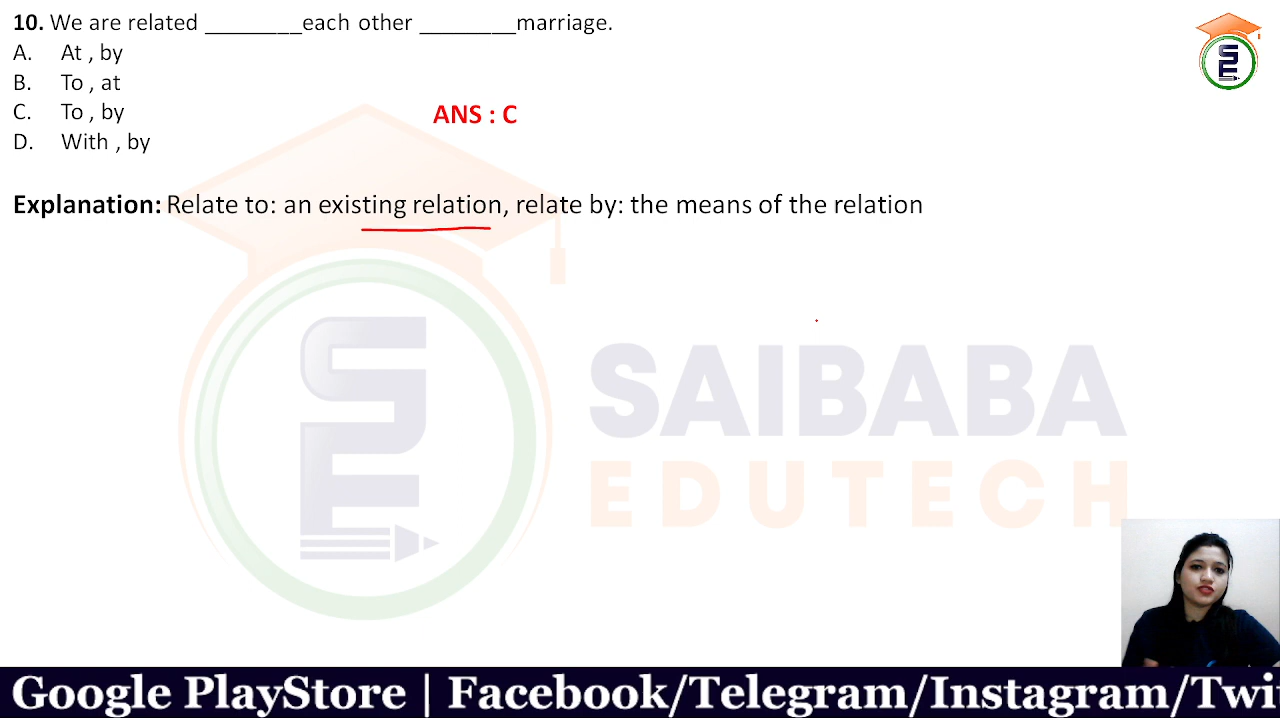 10. We are related ________each other ________marriage.
A. At , by
B. To , at
C. To , by
ANS : C
D. With , by
Explanation: Relate to: an existing relation, relate by: the means of the relation
SAIBABA
EDUTECH
Google PlayStore | Facebook/Telegram/Instagram/Twi